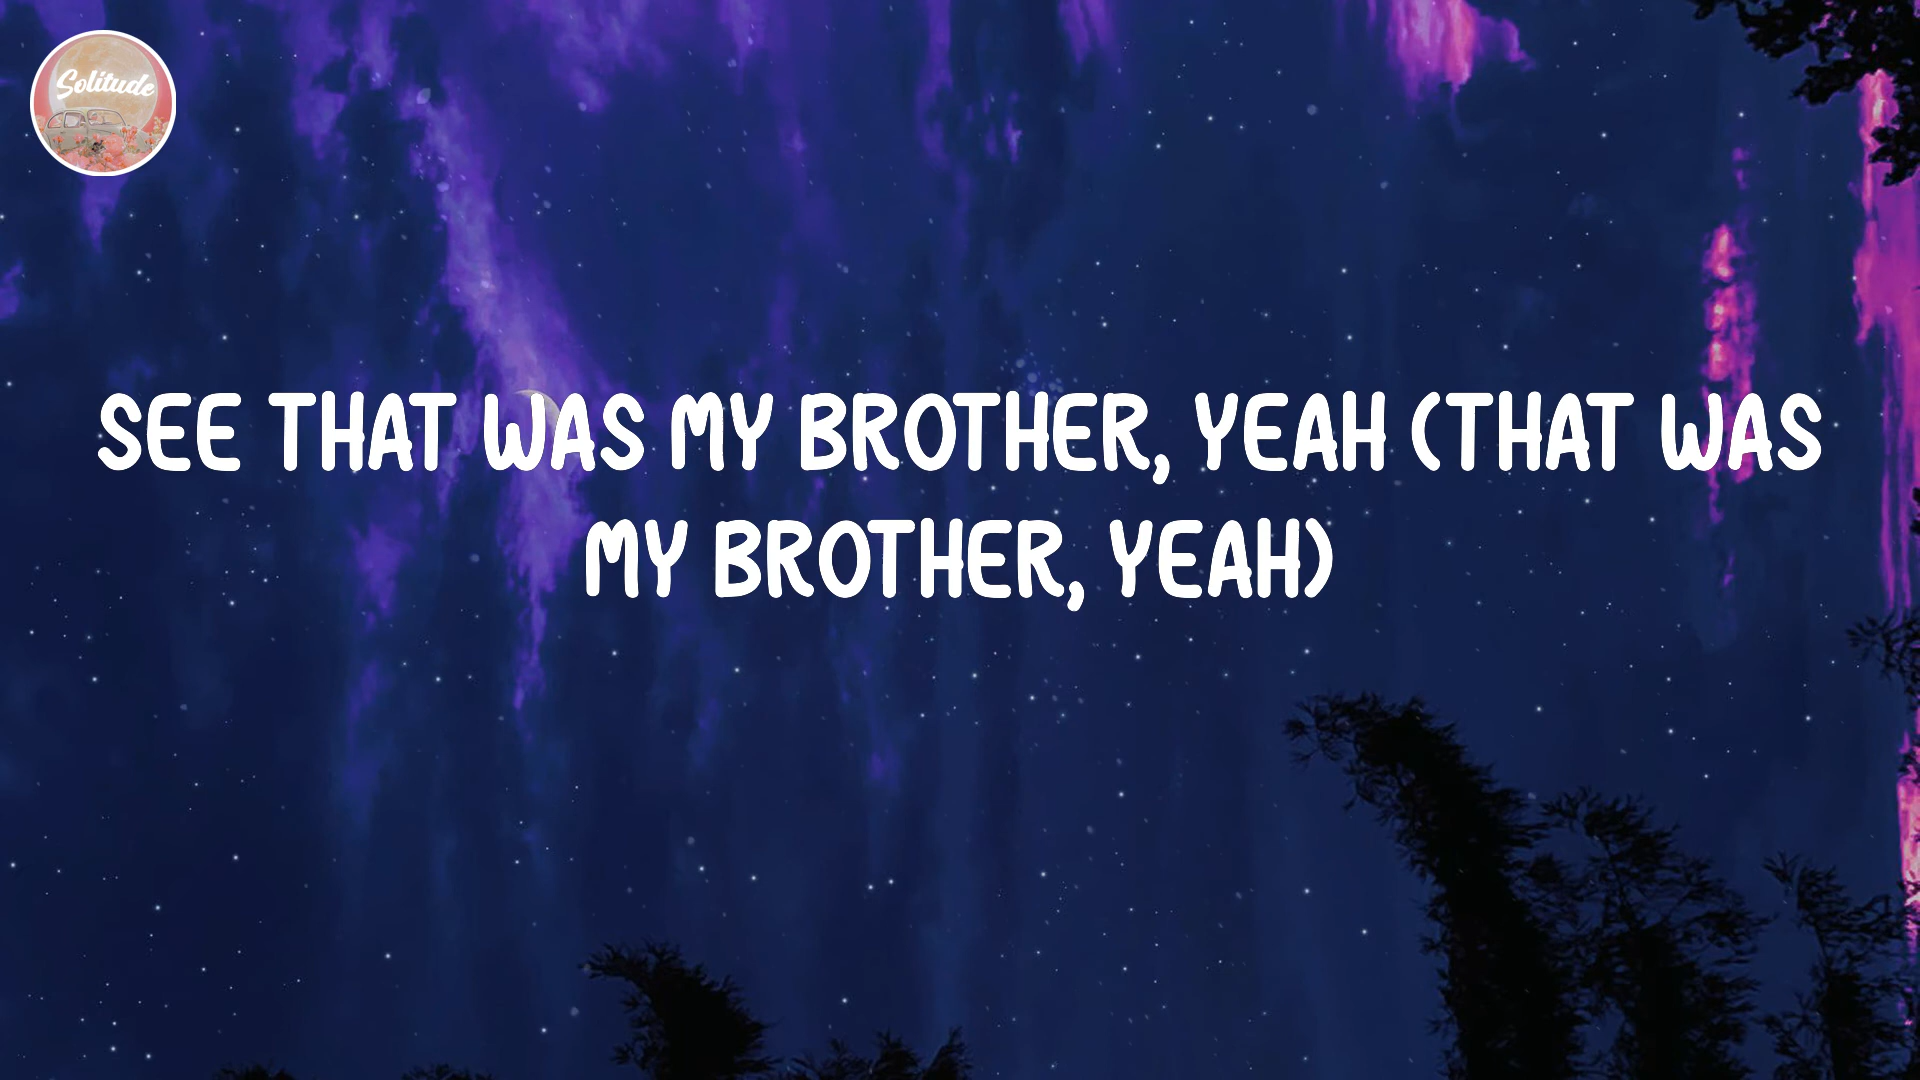 Solitude
SEE THAT WAS MY BROTHER, YEAH (THAT WAS
MY BROTHER, YEAH)